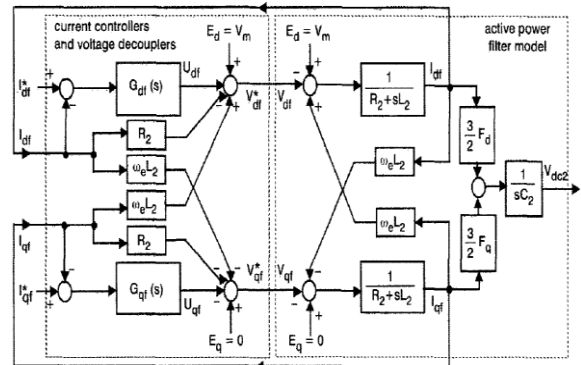 current controllers
and voltage decouplers
E_d = V_m
E_d = V_m
active power
filter model
I*_df
+
-
G_df (s)
U_df
-
+
-
+
V*_df
V_df
-
+
+
1
R_2+sL_2
I_df
3
2
F_d
I_df
R_2
ω_eL_2
ω_eL_2
R_2
ω_eL_2
ω_eL_2
1
sC_2
V_dc2
I_qf
-
+
I*_qf
G_qf (s)
U_qf
-
-
-
+
V*_qf
V_qf
-
-
+
1
R_2+sL_2
I_qf
3
2
F_q
E_q = 0
E_q = 0